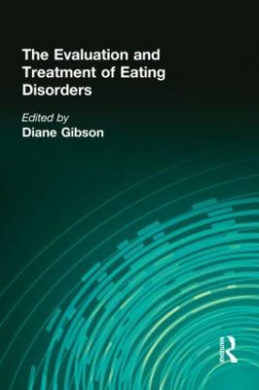 The Evaluation and
Treatment of Eating
Disorders
Edited by
Diane Gibson
R
Routledge